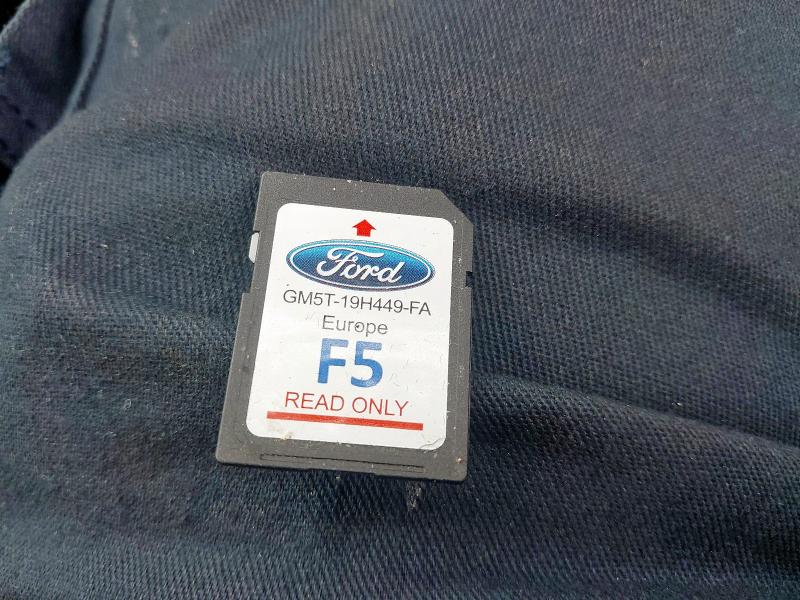 Ford
GM5T-19H449-FA
Europe
F5
READ ONLY